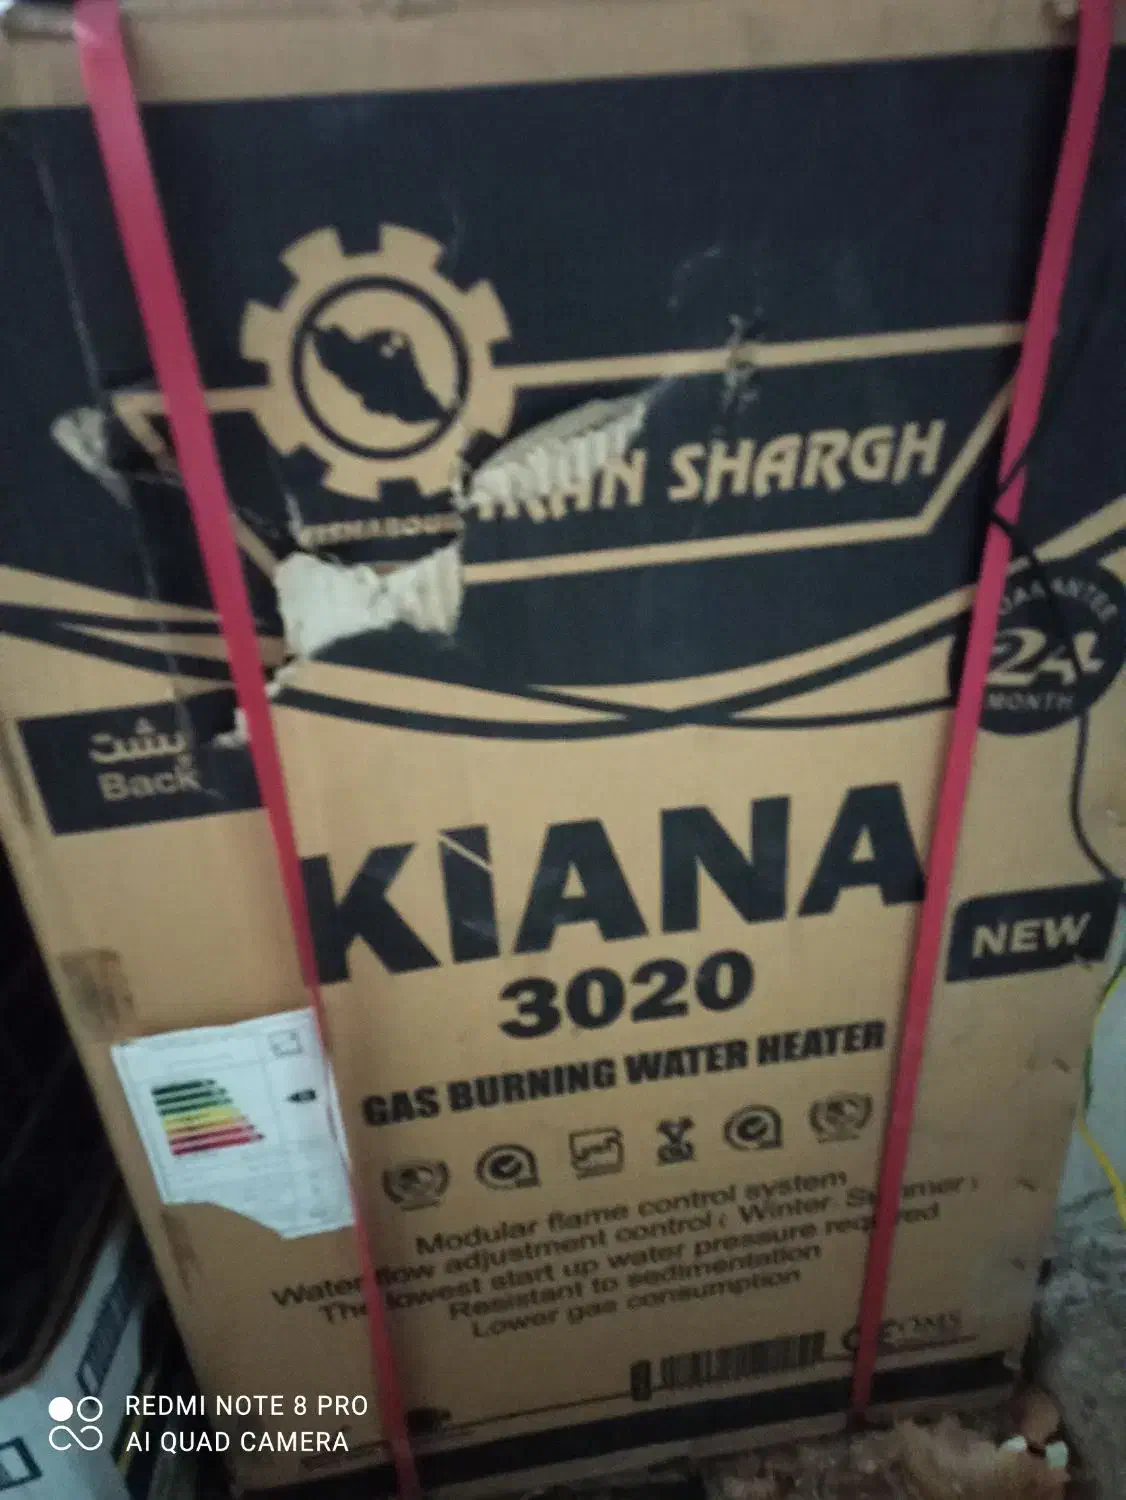 SHARGH
GUARANTEE
24
MONTH
پشت
Back
KIANA
3020
NEW
GAS BURNING WATER HEATER
Modular flame control system
Water flow adjustment control ( Winter Summer )
The lowest start up water pressure required
Resistant to sedimentation
Lower gas consumption
CE QMS
REDMI NOTE 8 PRO
AI QUAD CAMERA